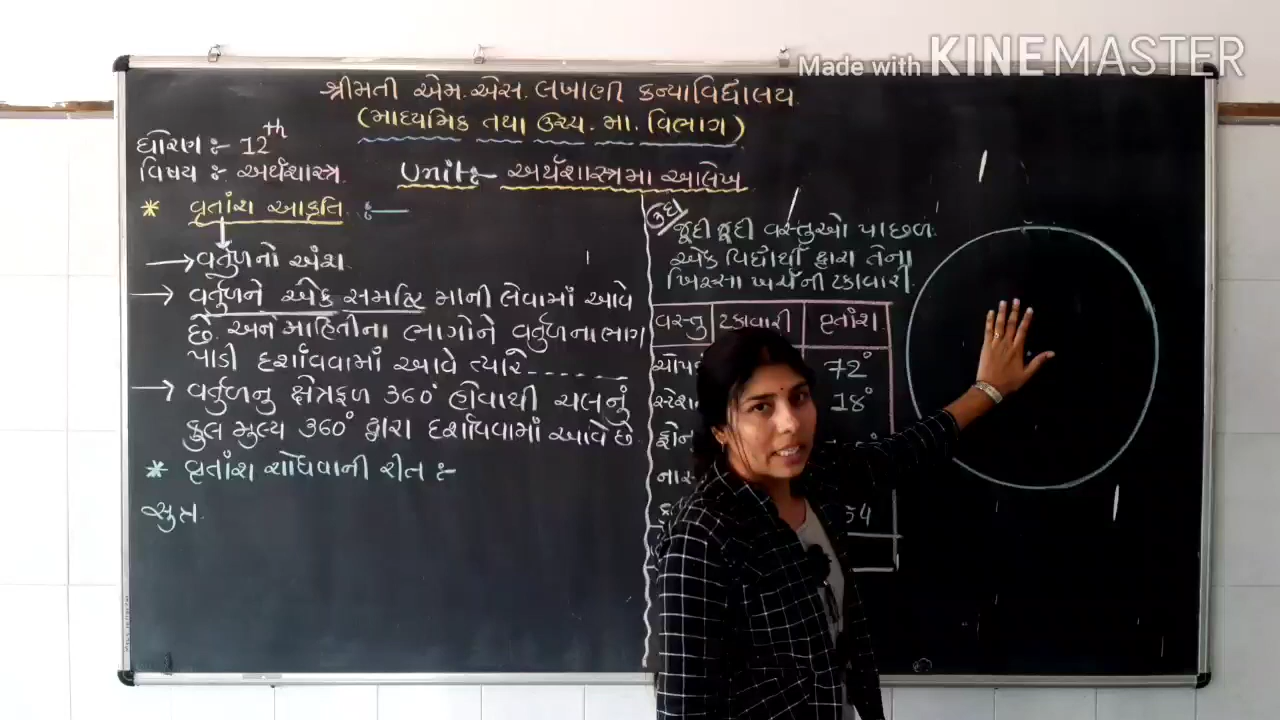 Made with KINEMASTER
શ્રીમતી એમ.એસ. લખાણી કન્યાવિદ્યાલય.
(માધ્યમિક તથા ઉચ્ચ. મા. વિભાગ)
ધોરણ :- 12th
વિષય :- અર્થશાસ્ત્ર.
Unit:- અર્થશાસ્ત્રમાં આલેખ
* વૃતાંશ આકૃતિ :-
→ વર્તુળનો અંશ.
→ વર્તુળને એક સમષ્ટિ માની લેવામાં આવે
છે. અને માહિતીના ભાગોને વર્તુળના ભાગ
પાડી દર્શાવવામાં આવે ત્યારે- - - - - -
→ વર્તુળનુ ક્ષેત્રફળ 360° હોવાથી ચલનું
કુલ મુલ્ય 360° દ્વારા દર્શાવવામાં આવે છે.
* વૃતાંશ શોધવાની રીત :-
સુત્ર.
ઉદા
જૂદી જૂદી વસ્તુઓ પાછળ
એક વિદ્યાર્થી દ્વારા તેના
ખિસ્સા ખર્ચની ટકાવારી.
વસ્તુ ટકાવારી વૃતાંશ
72°
18°
54